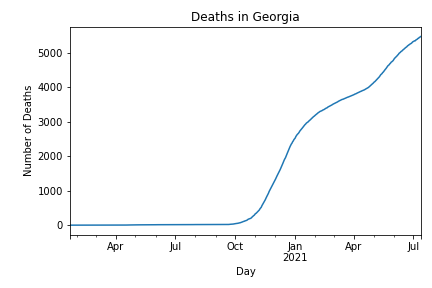 Deaths in Georgia
Number of Deaths
5000
4000
3000
2000
1000
0
Apr
Jul
Oct
Jan
2021
Apr
Jul
Day